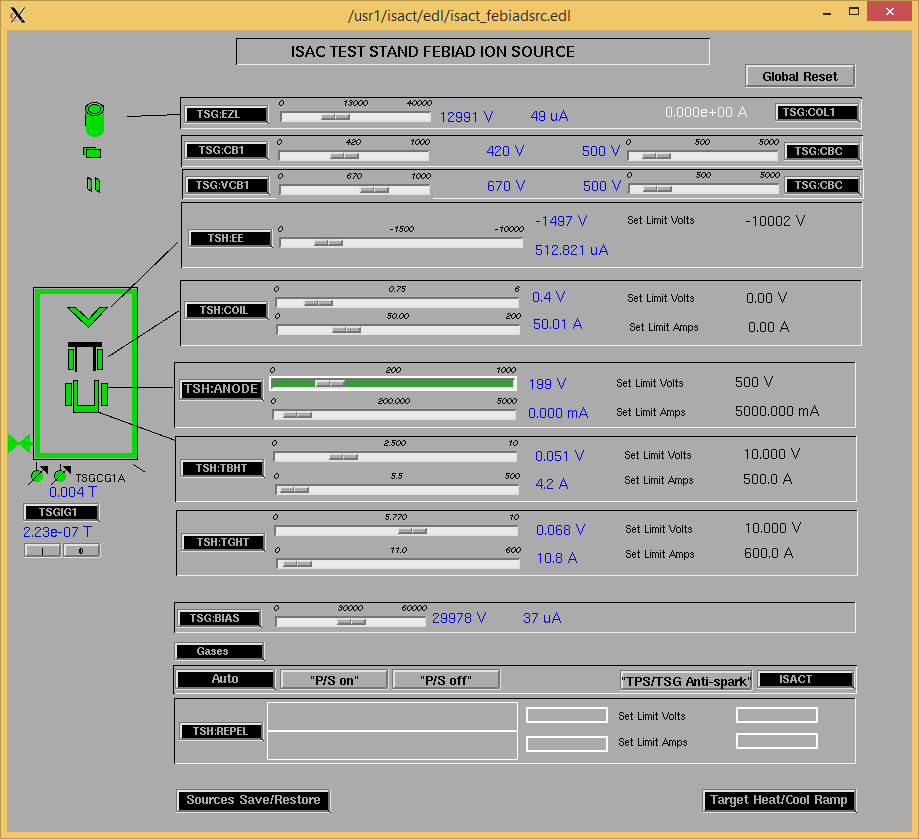 /usr1/isact/edl/isact_febiadsrc.edl
ISAC TEST STAND FEBIAD ION SOURCE
Global Reset
TSG:EZL 0 13000 40000 12991 V 49 uA 0.000e+00 A TSG:COL1
TSG:CB1 0 420 1000 420 V 500 V 0 500 5000 TSG:CBC
TSG:VCB1 0 670 1000 670 V 500 V 0 500 5000 TSG:CBC
TSH:EE 0 -1500 -10000 -1497 V Set Limit Volts -10002 V
512.821 uA
TSH:COIL 0 0.75 6 0.4 V Set Limit Volts 0.00 V
0 50.00 200 50.01 A Set Limit Amps 0.00 A
TSH:ANODE 0 200 1000 199 V Set Limit Volts 500 V
0 200.000 5000 0.000 mA Set Limit Amps 5000.000 mA
TSH:TBHT 0 2.500 10 0.051 V Set Limit Volts 10.000 V
0 5.5 500 4.2 A Set Limit Amps 500.0 A
TSGCG1A
0.004 T
TSGIG1
2.23e-07 T
I 0
TSH:TGHT 0 5.770 10 0.068 V Set Limit Volts 10.000 V
0 11.0 600 10.8 A Set Limit Amps 600.0 A
TSG:BIAS 0 30000 60000 29978 V 37 uA
Gases
Auto "P/S on" "P/S off" "TPS/TSG Anti-spark" ISACT
TSH:REPEL Set Limit Volts
Set Limit Amps
Sources Save/Restore Target Heat/Cool Ramp